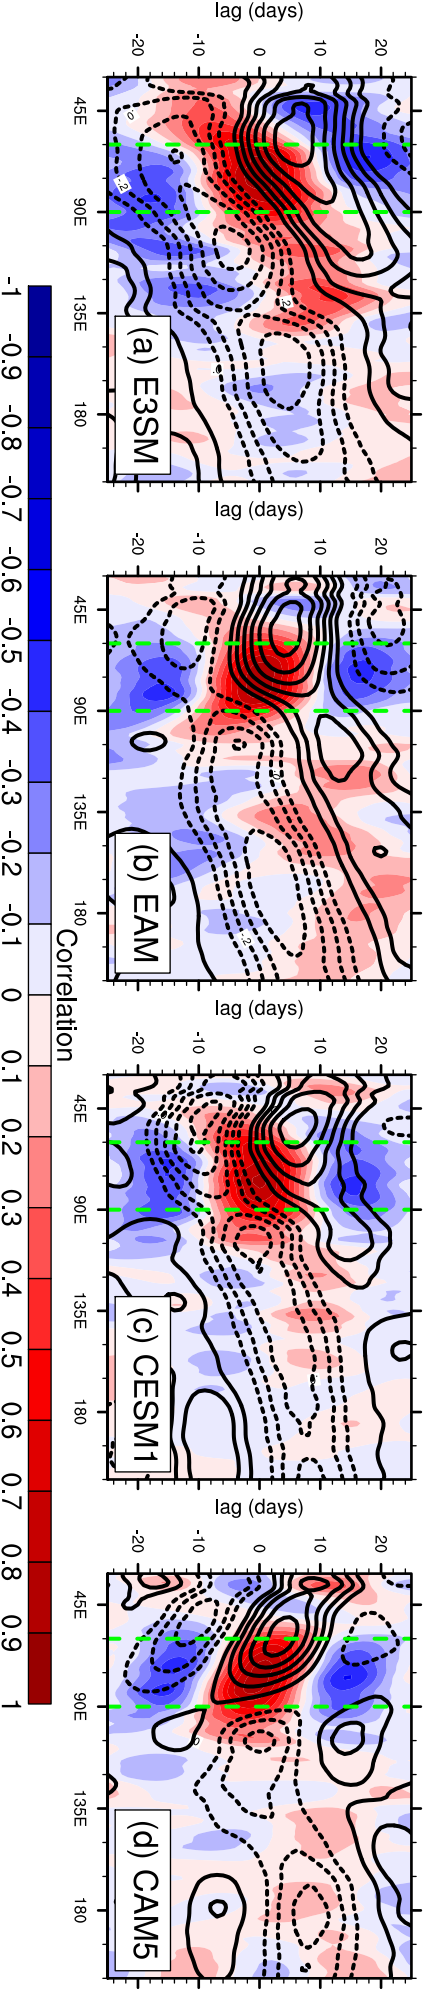 lag (days)
-20 -10 0 10 20
45E
90E
135E
180
-.2
(a) E3SM
lag (days)
-20 -10 0 10 20
45E
90E
135E
180
-.2
(b) EAM
lag (days)
-20 -10 0 10 20
45E
90E
135E
180
(c) CESM1
lag (days)
-20 -10 0 10 20
45E
90E
135E
180
(d) CAM5
Correlation
-1 -0.9 -0.8 -0.7 -0.6 -0.5 -0.4 -0.3 -0.2 -0.1 0 0.1 0.2 0.3 0.4 0.5 0.6 0.7 0.8 0.9 1